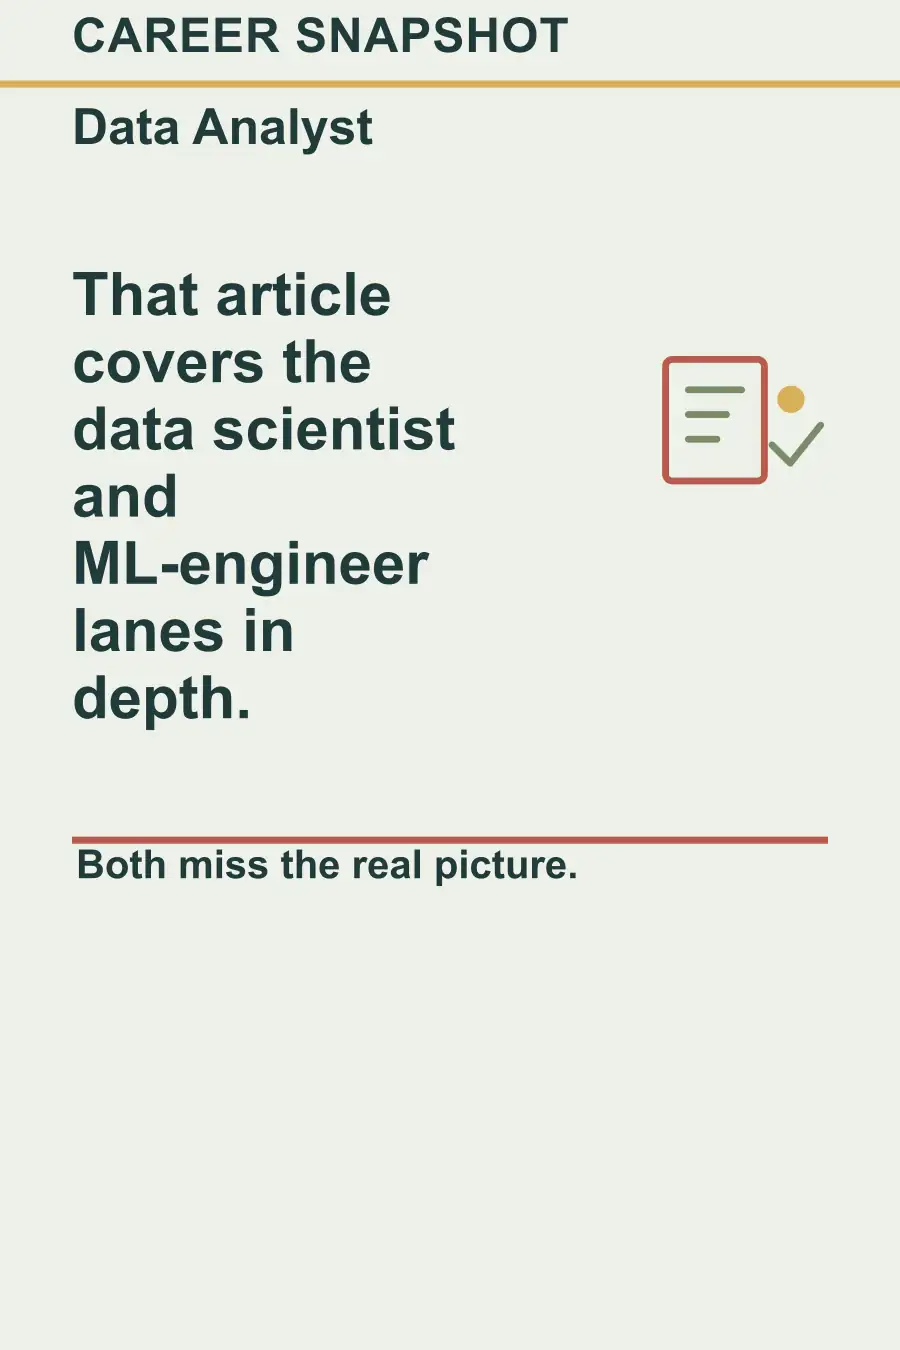 CAREER SNAPSHOT
Data Analyst
That article
covers the
data scientist
and
ML-engineer
lanes in
depth.
Both miss the real picture.